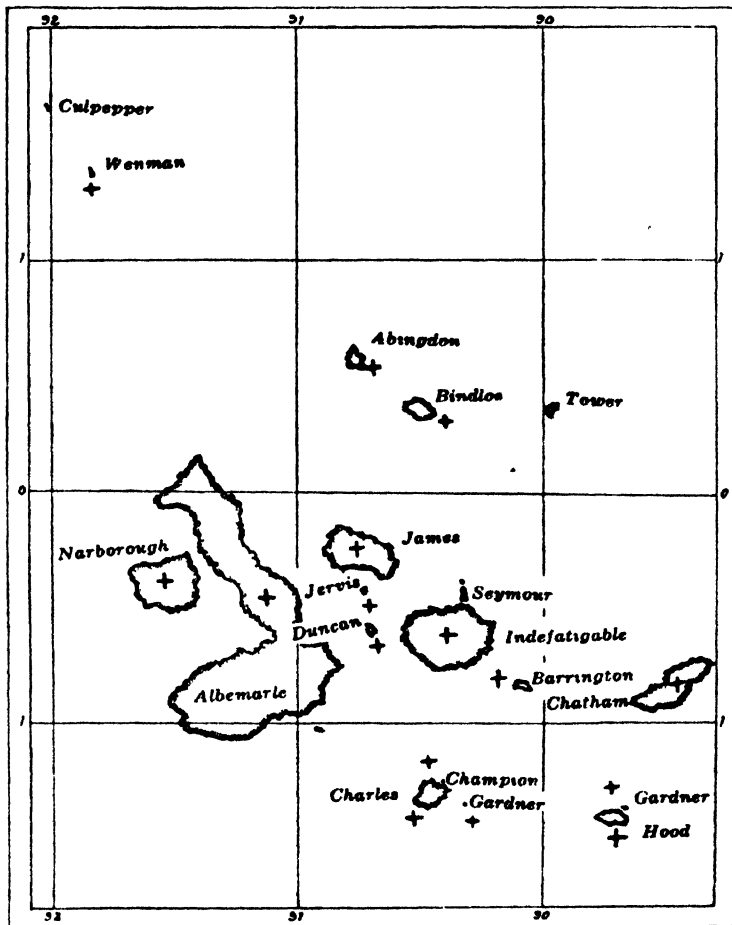 92 91 90
Culpepper
Wenman
1 1
Abingdon
Bindloe
Tower
0 0
James
Narborough
Jervis
Seymour
Duncan
Indefatigable
Barrington
Albemarle
Chatham
1 1
Champion
Charles
Gardner
Gardner
Hood
92 91 90